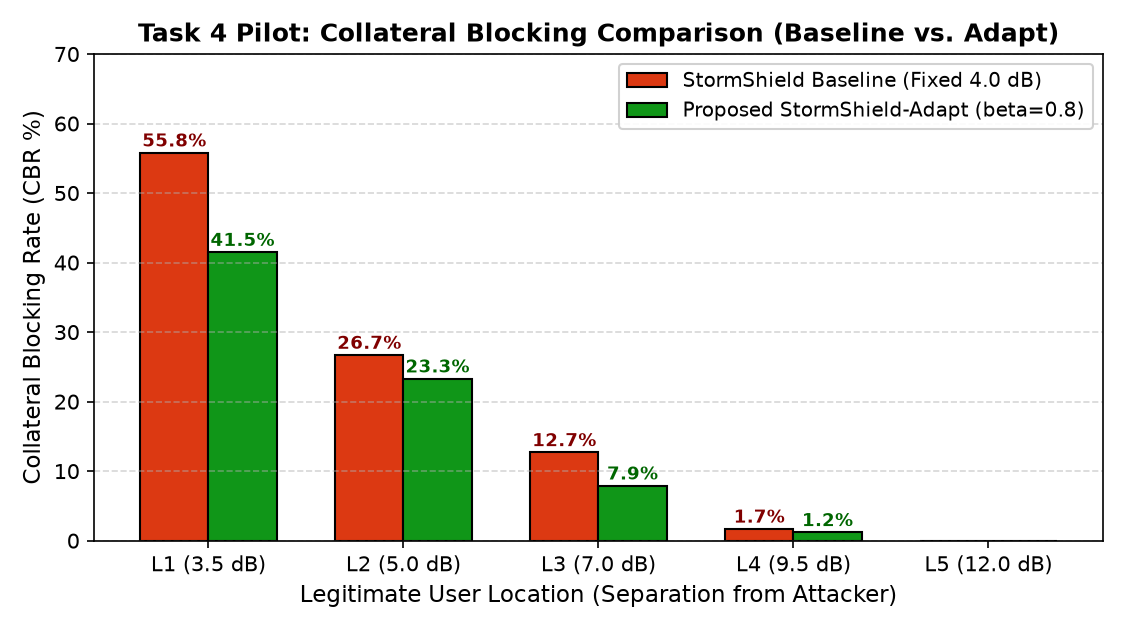 Task 4 Pilot: Collateral Blocking Comparison (Baseline vs. Adapt)
StormShield Baseline (Fixed 4.0 dB)
Proposed StormShield-Adapt (beta=0.8)
Collateral Blocking Rate (CBR %)
70
60
50
40
30
20
10
0
55.8%
41.5%
26.7%
23.3%
12.7%
7.9%
1.7%
1.2%
L1 (3.5 dB)
L2 (5.0 dB)
L3 (7.0 dB)
L4 (9.5 dB)
L5 (12.0 dB)
Legitimate User Location (Separation from Attacker)